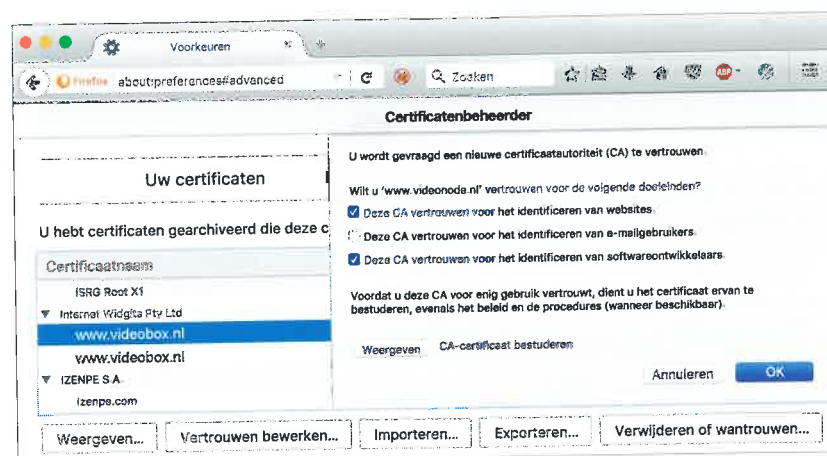 Voorkeuren
Firefox about:preferences#advanced
Zoeken
ABP
Certificatenbeheerder
Uw certificaten
U hebt certificaten gearchiveerd die deze c
Certificaatnaam
ISRG Root X1
Internet Widgits Pty Ltd
www.videobox.nl
www.videobox.nl
IZENPE S.A.
Izenpe.com
U wordt gevraagd een nieuwe certificaatautoriteit (CA) te vertrouwen.
Wilt u ‘www.videonode.nl’ vertrouwen voor de volgende doeleinden?
Deze CA vertrouwen voor het identificeren van websites.
Deze CA vertrouwen voor het identificeren van e-mailgebruikers.
Deze CA vertrouwen voor het identificeren van softwareontwikkelaars.
Voordat u deze CA voor enig gebruik vertrouwt, dient u het certificaat ervan te
bestuderen, evenals het beleid en de procedures (wanneer beschikbaar).
Weergeven CA-certificaat bestuderen
Annuleren OK
Weergeven... Vertrouwen bewerken... Importeren... Exporteren... Verwijderen of wantrouwen...